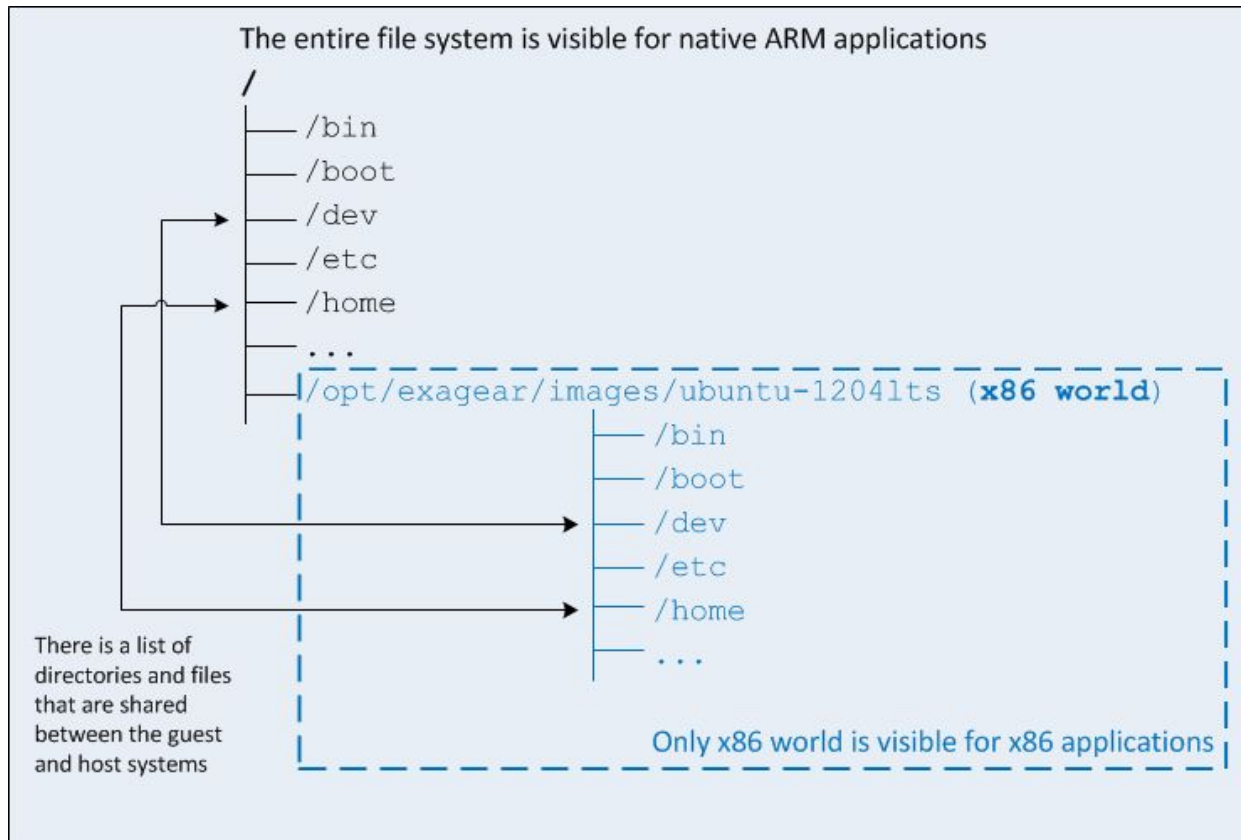 The entire file system is visible for native ARM applications
/
/bin
/boot
/dev
/etc
/home
...
/opt/exagear/images/ubuntu-1204lts (x86 world)
/bin
/boot
/dev
/etc
/home
...
There is a list of
directories and files
that are shared
between the guest
and host systems
Only x86 world is visible for x86 applications